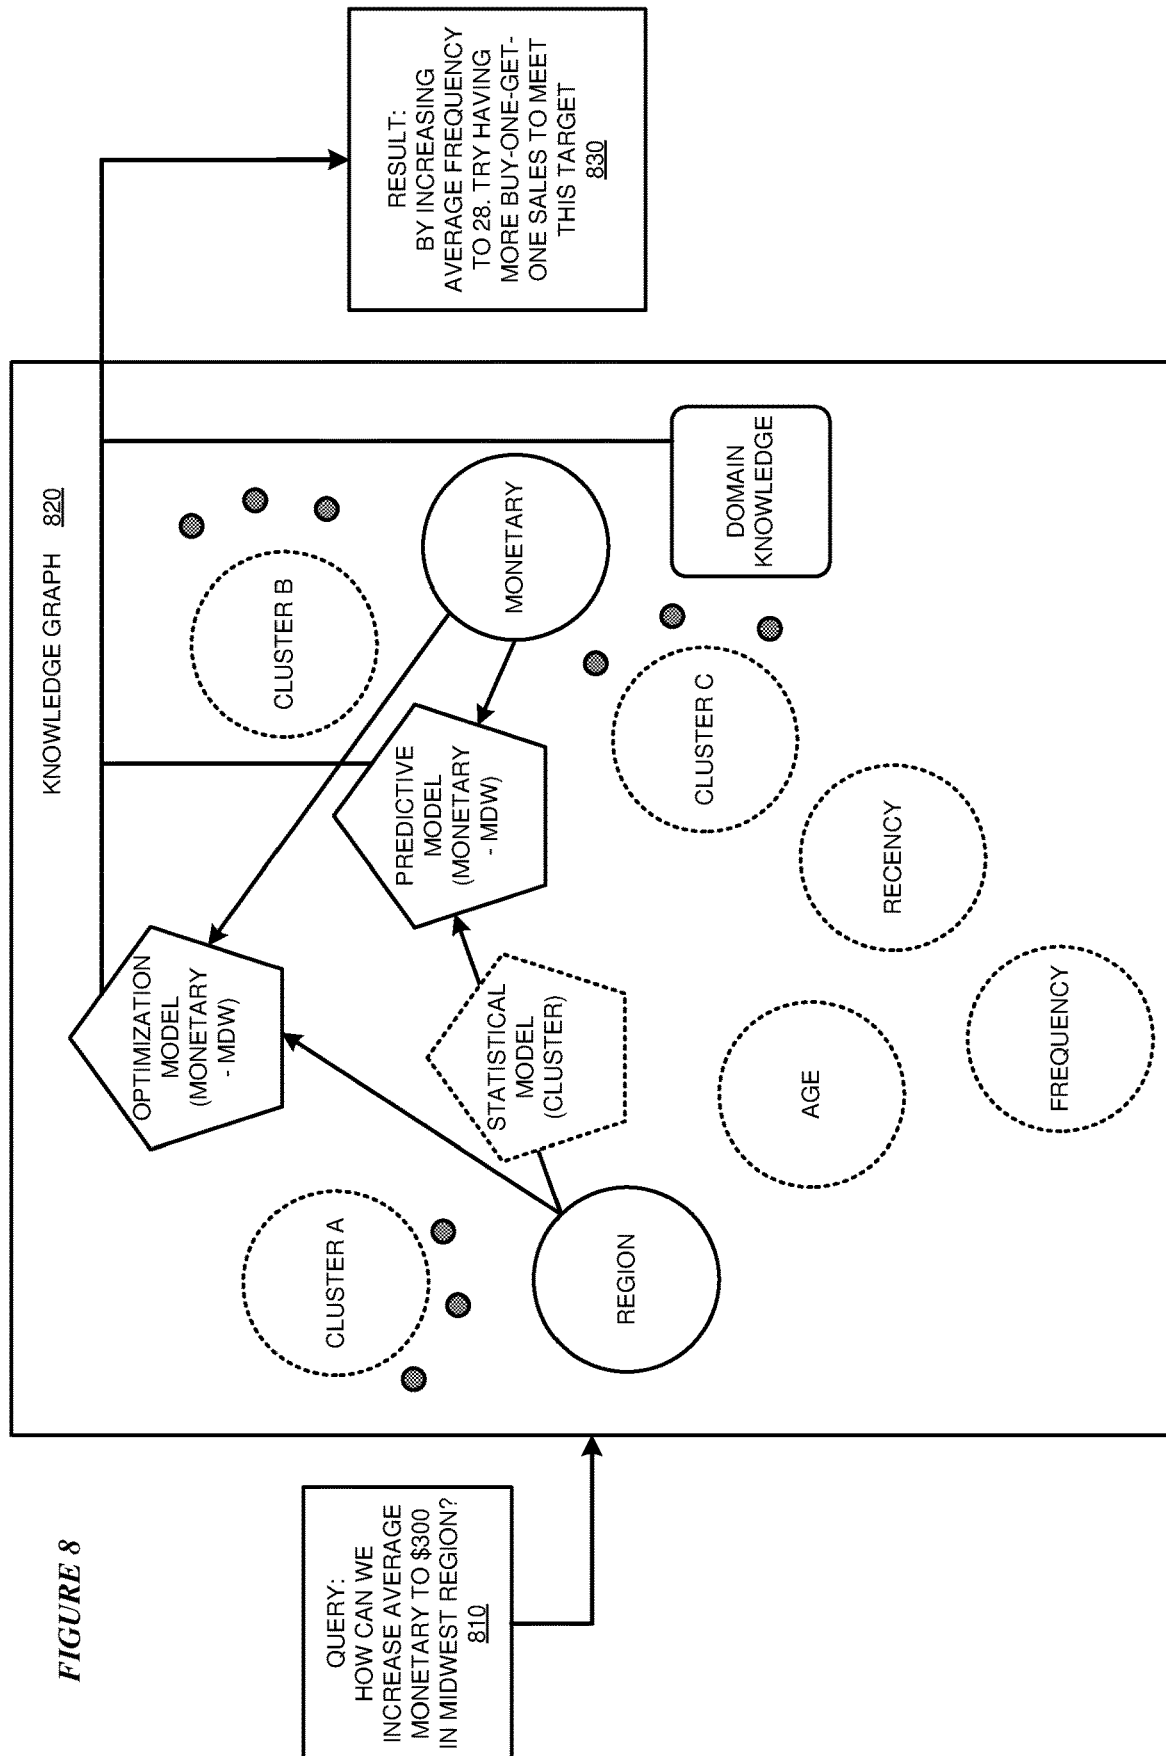 FIGURE 8
QUERY:
HOW CAN WE
INCREASE AVERAGE
MONETARY TO $300
IN MIDWEST REGION?
810
KNOWLEDGE GRAPH 820
OPTIMIZATION
MODEL
(MONETARY
- MDW)
CLUSTER A
CLUSTER B
PREDICTIVE
MODEL
(MONETARY
- MDW)
STATISTICAL
MODEL
(CLUSTER)
MONETARY
REGION
CLUSTER C
DOMAIN
KNOWLEDGE
AGE
RECENCY
FREQUENCY
RESULT:
BY INCREASING
AVERAGE FREQUENCY
TO 28. TRY HAVING
MORE BUY-ONE-GET-
ONE SALES TO MEET
THIS TARGET
830